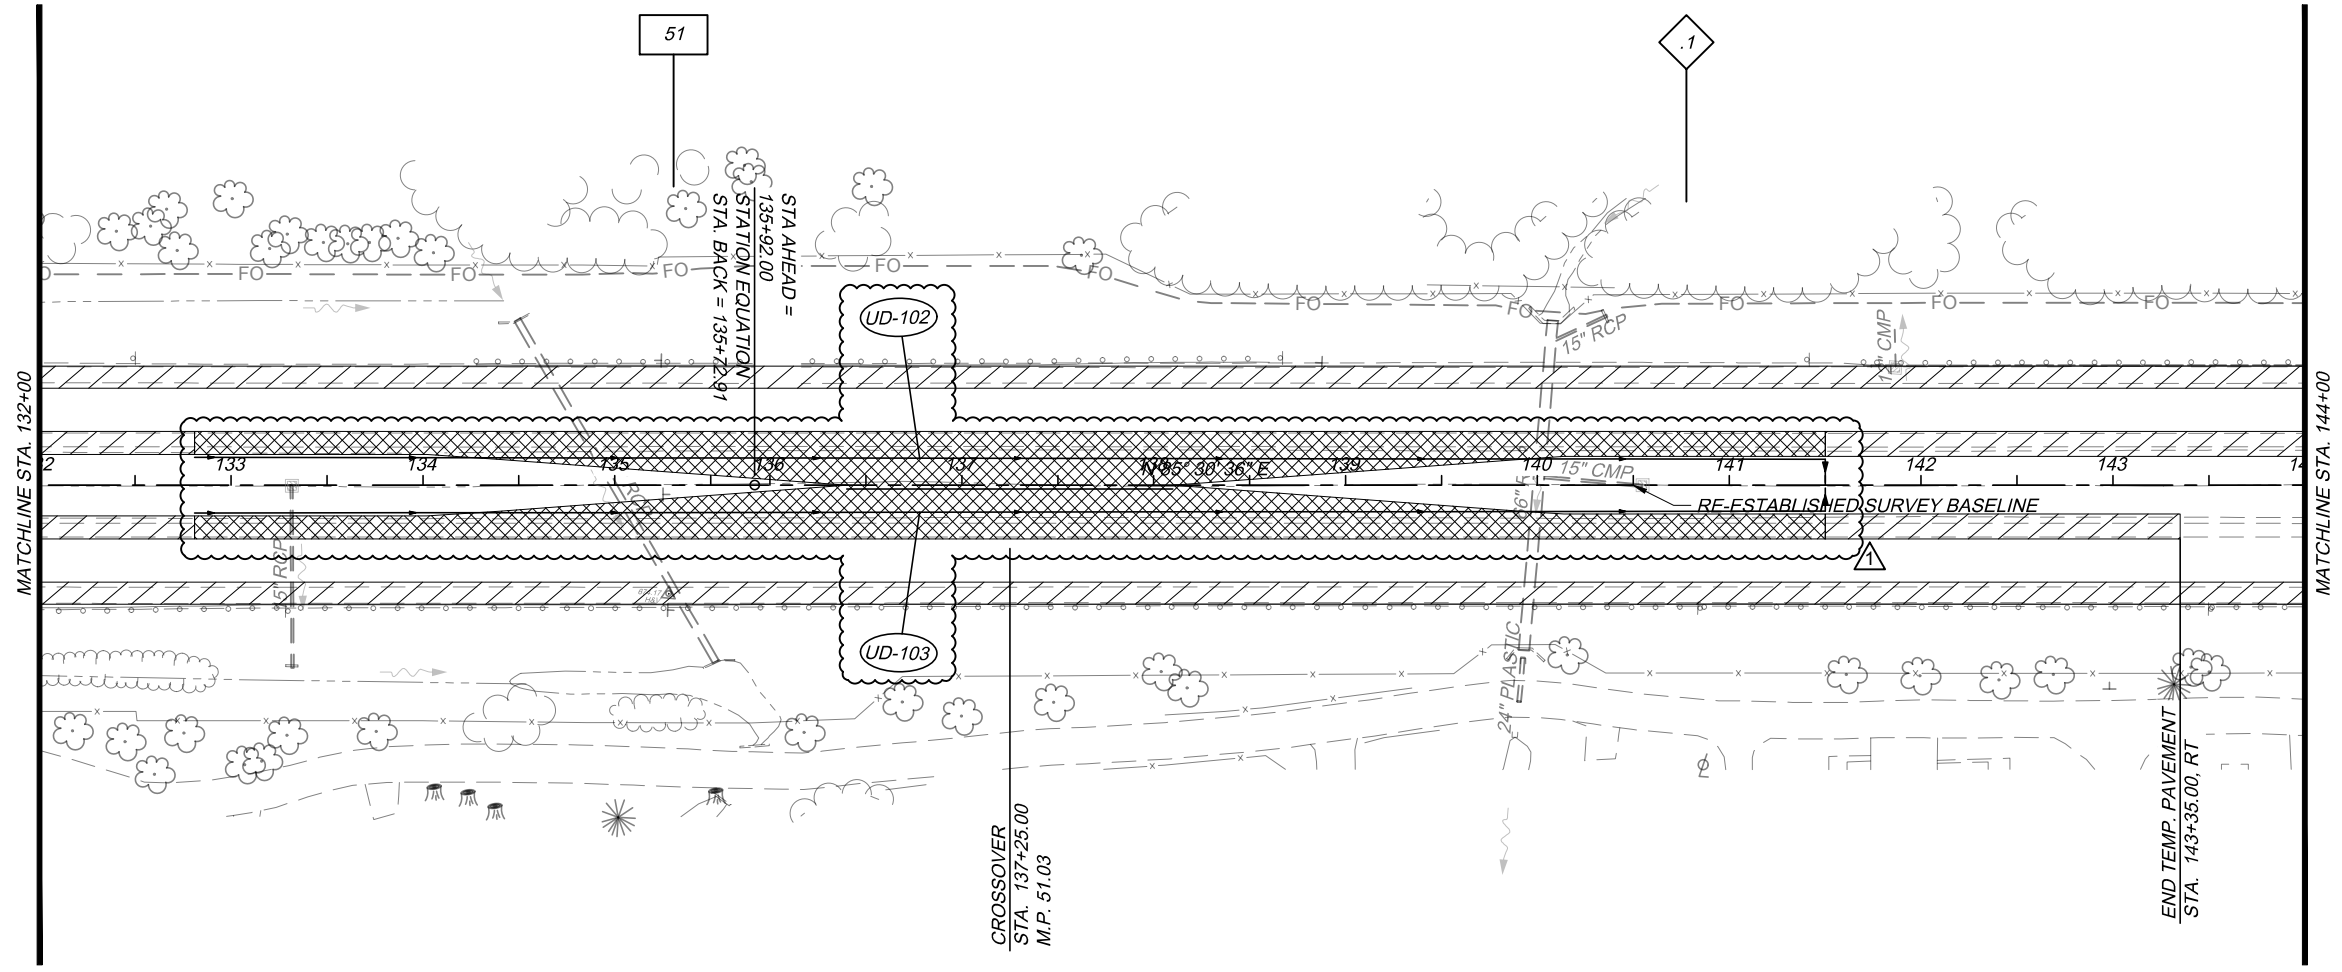 51
.1
STA AHEAD =
135+92.00
STATION EQUATION
STA. BACK = 135+72.91
FO
FO
FO
FO
FO
FO
FO
FO
FO
FO
UD-102
15" RCP
12" CMP
MATCHLINE STA. 132+00
MATCHLINE STA. 144+00
133
134
135
136
137
138
N 85° 30' 36" E
139
140
141
142
143
15" CMP
RCP
RE-ESTABLISHED SURVEY BASELINE
1
15" RCP
UD-103
24" PLASTIC
CROSSOVER
STA. 137+25.00
M.P. 51.03
END TEMP. PAVEMENT
STA. 143+35.00, RT